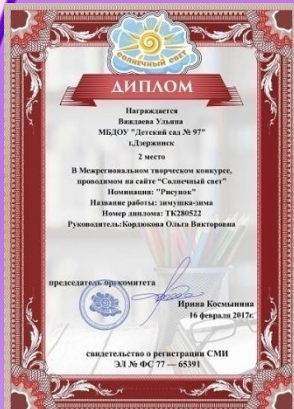 СОЛНЕЧНЫЙ СВЕТ
ДИПЛОМ
Награждается
Важдаева Ульяна
МБДОУ "Детский сад № 97"
г.Дзержинск
2 место
В Межрегиональном творческом конкурсе,
проводимом на сайте "Солнечный свет"
Номинация: "Рисунок"
Название работы: зимушка-зима
Номер диплома: ТК280522
Руководитель:Кордюкова Ольга Викторовна
председатель оргкомитета
Ирина Космынина
16 февраля 2017г.
свидетельство о регистрации СМИ
ЭЛ № ФС 77 — 65391